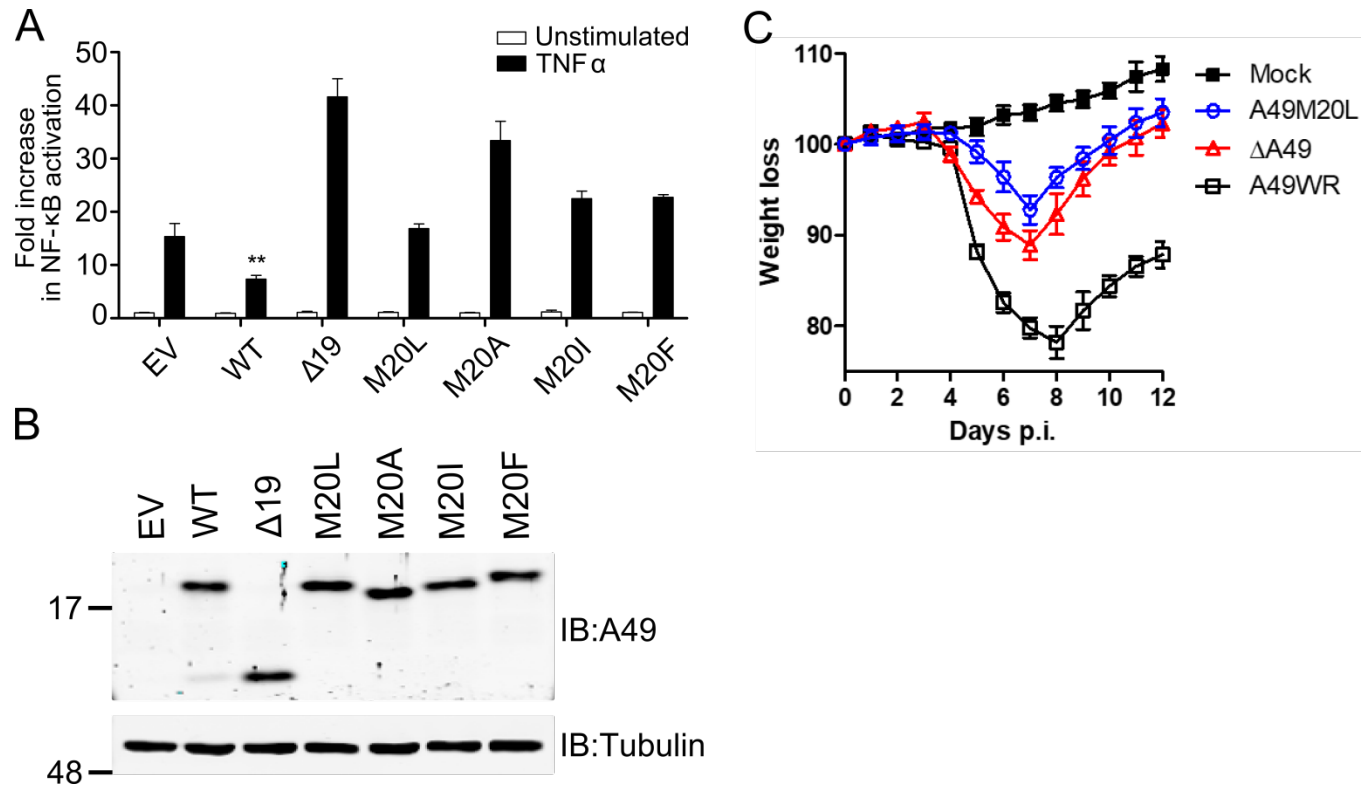 A
Fold increase
in NF-κB activation
50
40
30
20
10
0
Unstimulated
TNFα
**
EV
WT
Δ19
M20L
M20A
M20I
M20F
B
EV
WT
Δ19
M20L
M20A
M20I
M20F
17
IB:A49
IB:Tubulin
48
C
Weight loss
110
100
90
80
0 2 4 6 8 10 12
Days p.i.
Mock
A49M20L
ΔA49
A49WR